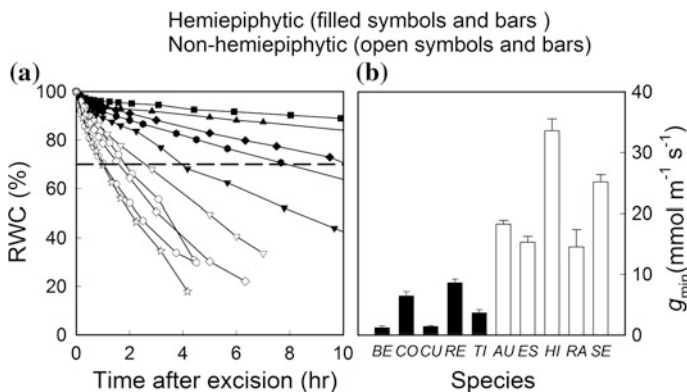 Hemiepiphytic (filled symbols and bars )
Non-hemiepiphytic (open symbols and bars)
(a)
(b)
100
80
60
40
20
0
RWC (%)
0 2 4 6 8 10
Time after excision (hr)
40
30
20
10
0
gmin(mmol m-1 s-1)
BE CO CU RE TI AU ES HI RA SE
Species